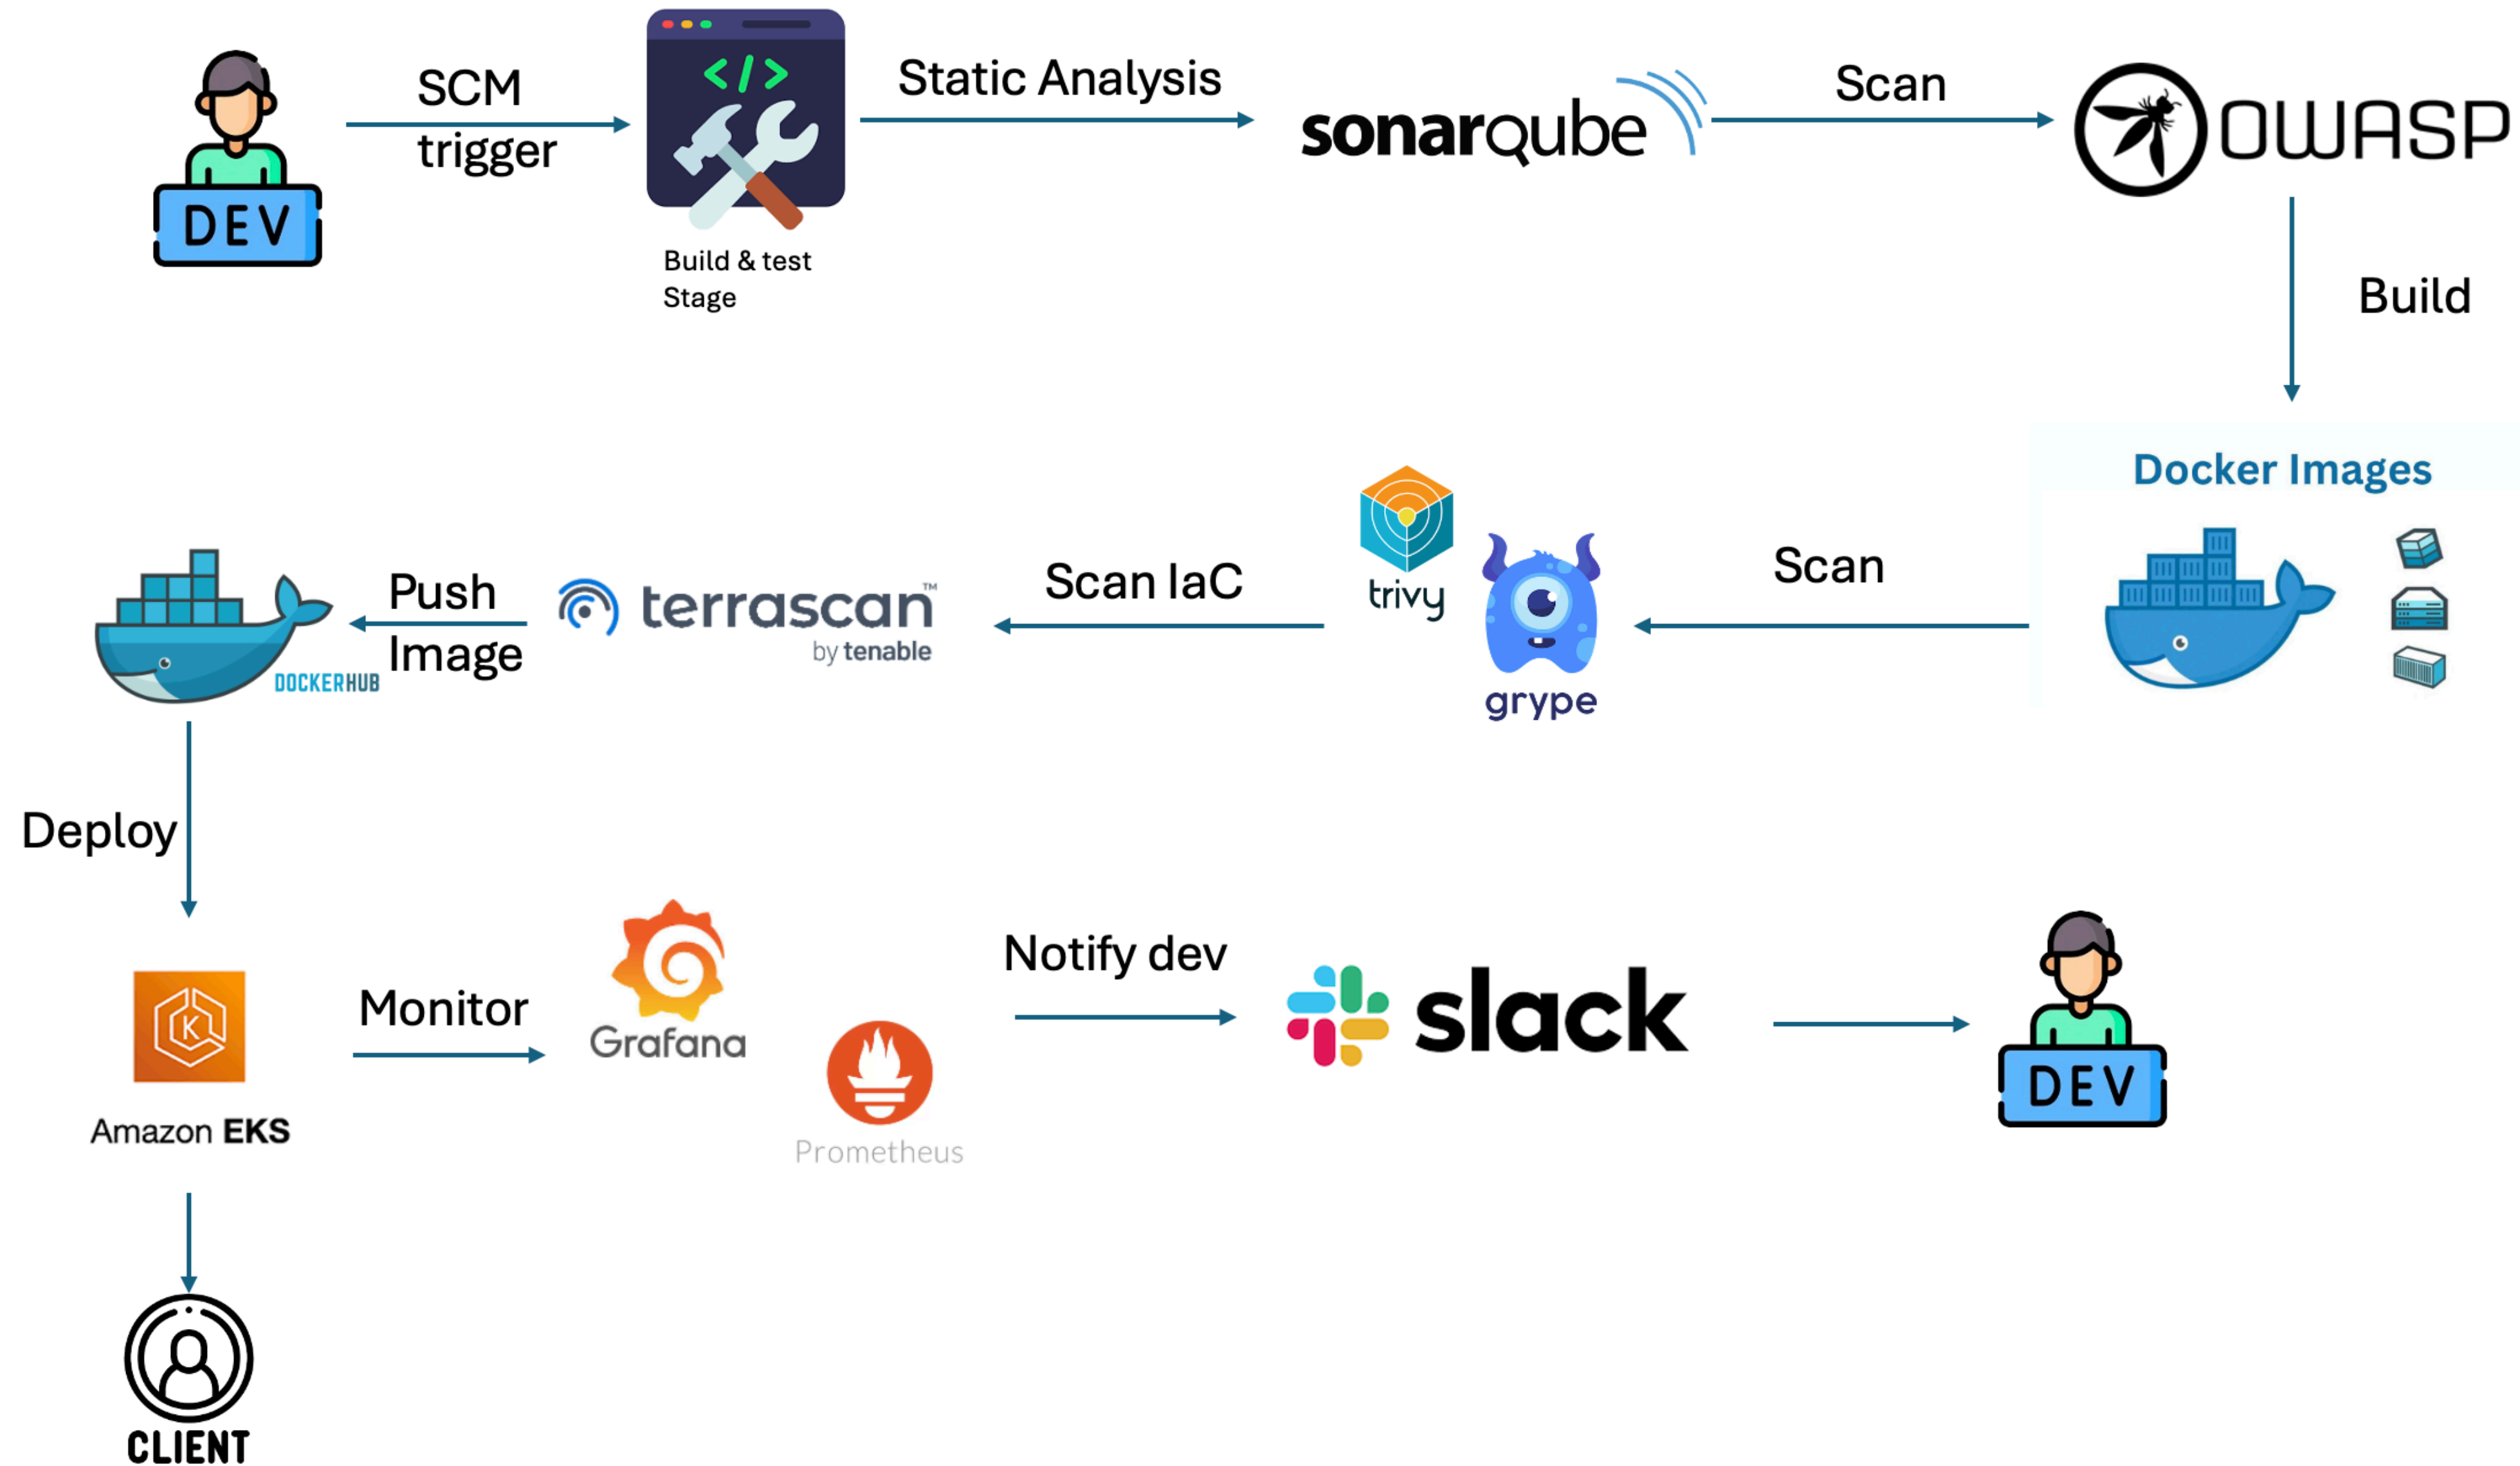 SCM
trigger
DEV
</>
Build & test
Stage
Static Analysis
sonarqube
Scan
OWASP
Build
Docker Images
Scan
trivy
grype
Scan IaC
terrascan™
by tenable
Push
Image
DOCKERHUB
Deploy
K
Amazon EKS
Monitor
Grafana
Prometheus
Notify dev
slack
DEV
CLIENT